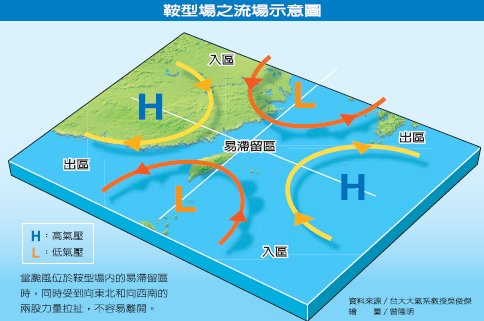 鞍型場之流場示意圖
入區
H
L
易滯留區
出區
出區
L
H
入區
H：高氣壓
L：低氣壓
當颱風位於鞍型場內的易滯留區
時，同時受到向東北和向西南的
兩股力量拉扯，不容易離開。
資料來源／台大大氣系教授吳俊傑
繪　圖／曾隆明